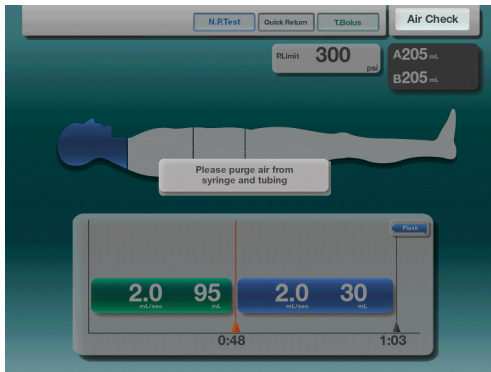 N.P.Test Quick Return T.Bolus Air Check
P.Limit 300 psi
A205 mL
B205 mL
Please purge air from
syringe and tubing
Flush
2.0 mL/sec 95 mL 2.0 mL/sec 30 mL
0:48 1:03